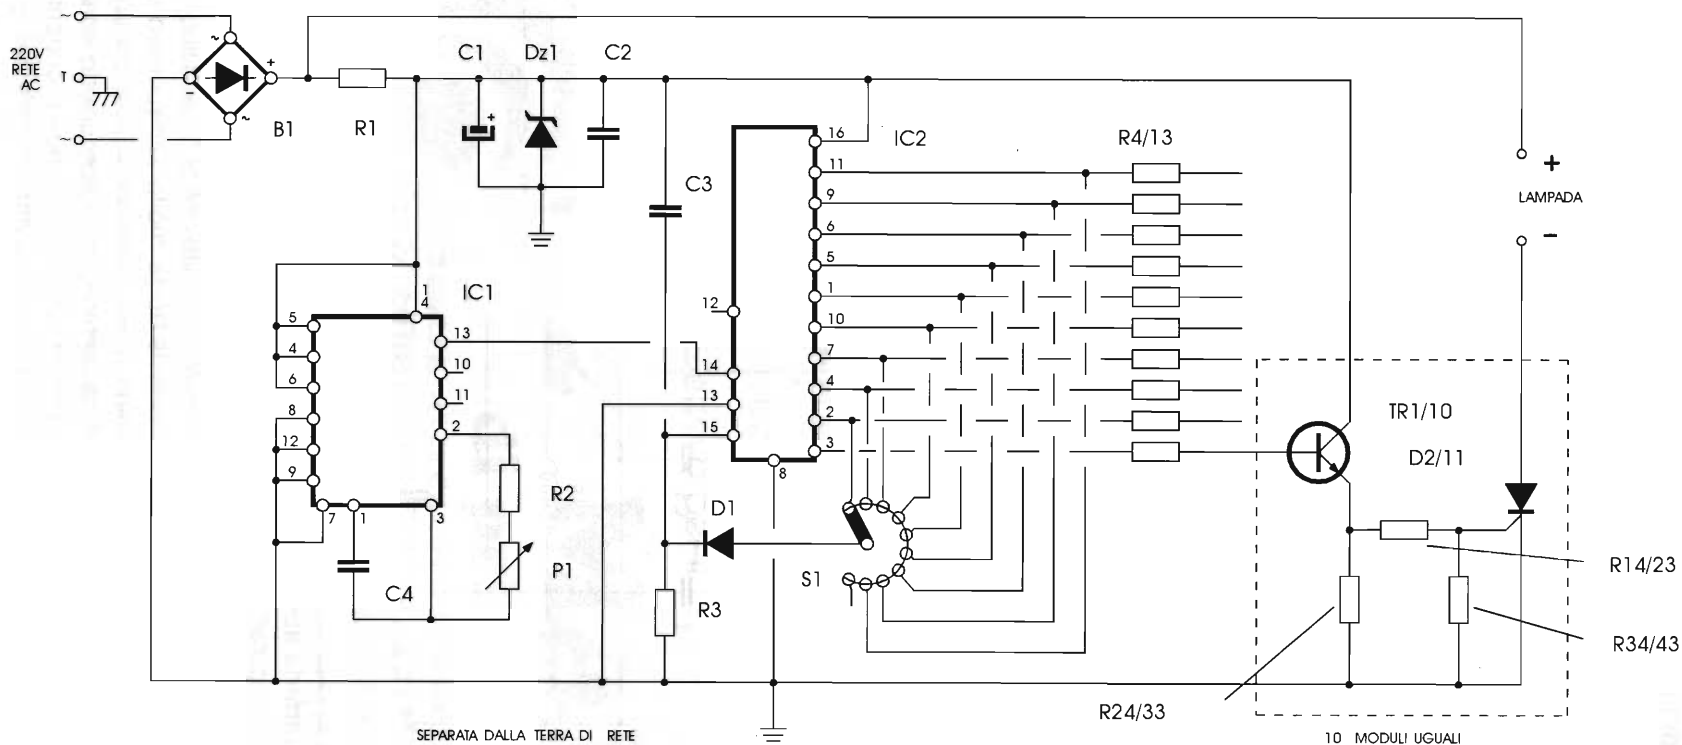 ~
220V
RETE
AC
T
~
~
+
−
~
B1
R1
C1
+
Dz1
C2
C3
IC2
16
11
9
6
5
1
10
7
4
2
3
12
14
13
15
8
R4/13
+
LAMPADA
−
IC1
1
4
5
4
6
8
12
9
7
1
3
13
10
11
2
R2
P1
C4
D1
R3
S1
TR1/10
D2/11
R14/23
R34/43
R24/33
SEPARATA DALLA TERRA DI RETE
10 MODULI UGUALI